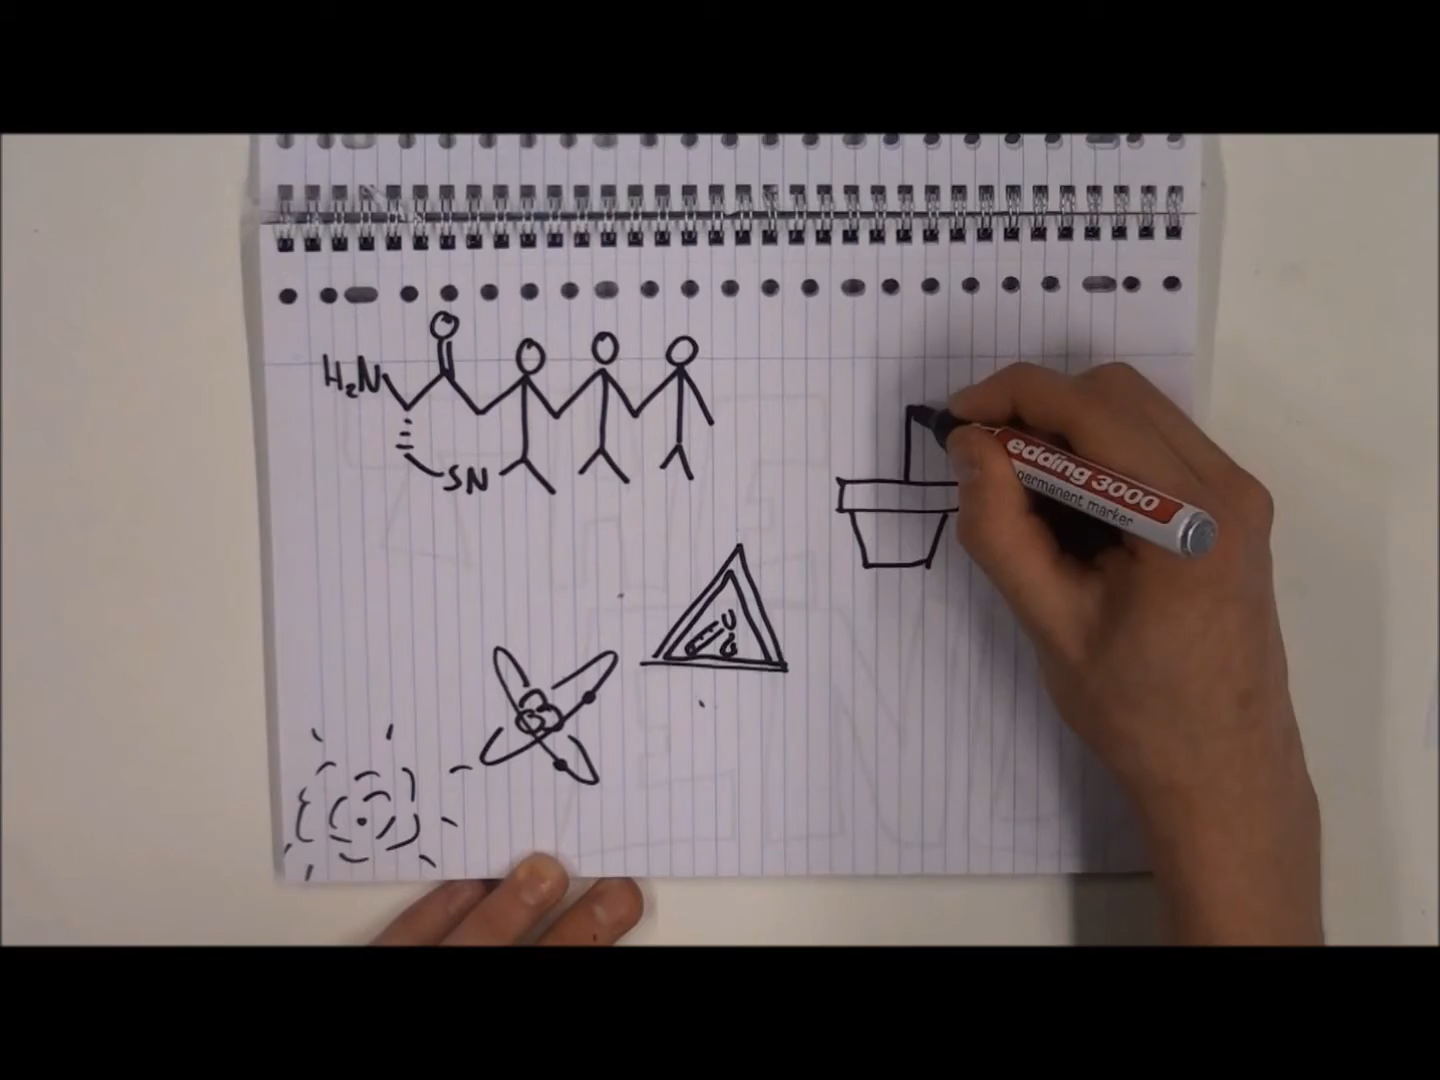 H₂N
SN
edding 3000
permanent marker